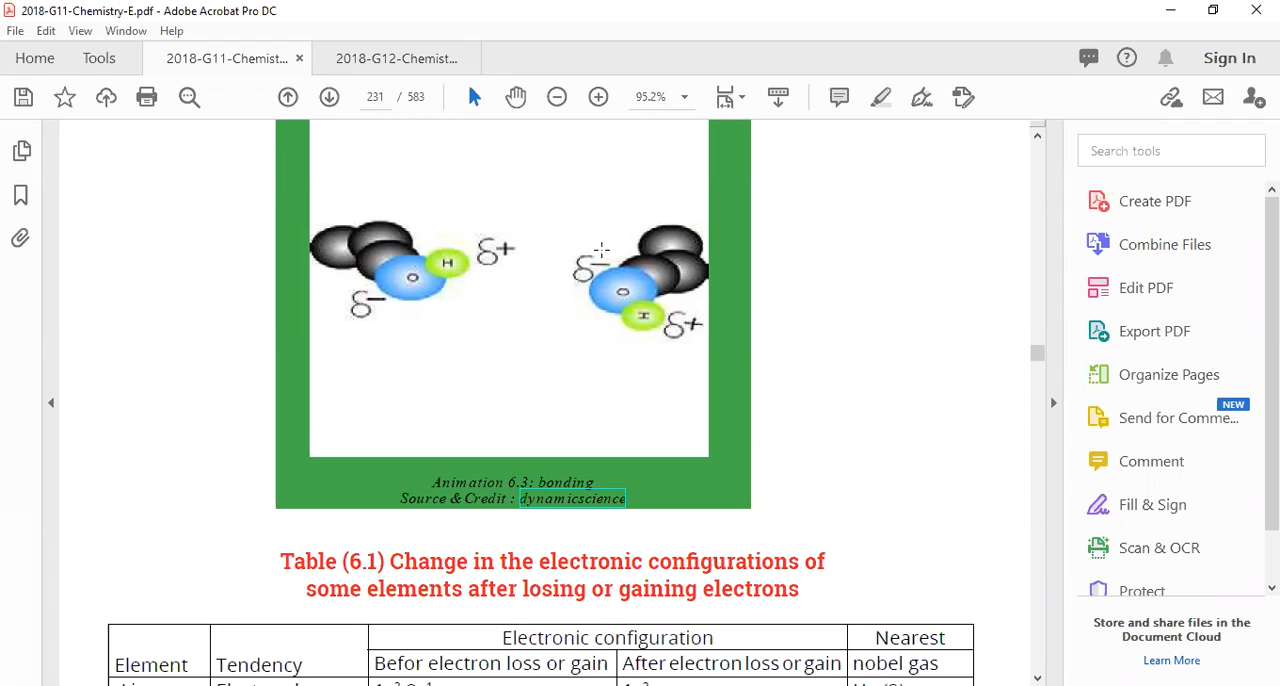 2018-G11-Chemistry-E.pdf - Adobe Acrobat Pro DC
File Edit View Window Help
Home Tools 2018-G11-Chemist... × 2018-G12-Chemist...
Sign In
231 / 583
95.2%
Search tools
Create PDF
Combine Files
Edit PDF
Export PDF
Organize Pages
NEW
Send for Comme...
Comment
Fill & Sign
Scan & OCR
Protect
Store and share files in the
Document Cloud
Learn More
H δ+
O
δ−
δ−
O
H
δ+
Animation 6.3: bonding
Source & Credit : dynamicscience
Table (6.1) Change in the electronic configurations of
some elements after losing or gaining electrons
Electronic configuration Nearest
Element Tendency Befor electron loss or gain After electron loss or gain nobel gas